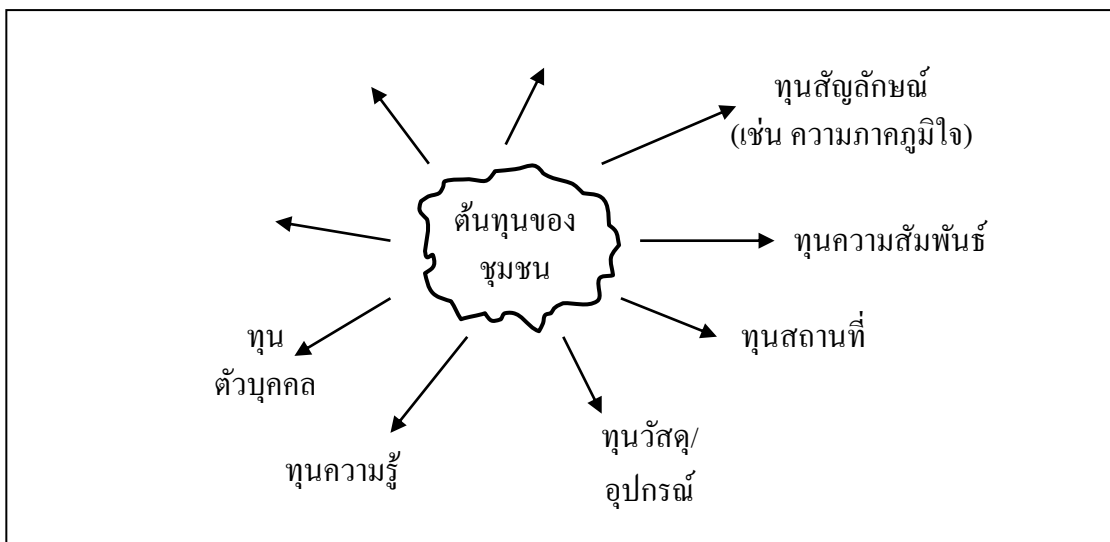 ทุนสัญลักษณ์
(เช่น ความภาคภูมิใจ)
ต้นทุนของ
ชุมชน
ทุนความสัมพันธ์
ทุนสถานที่
ทุน
ตัวบุคคล
ทุนวัสดุ/
อุปกรณ์
ทุนความรู้